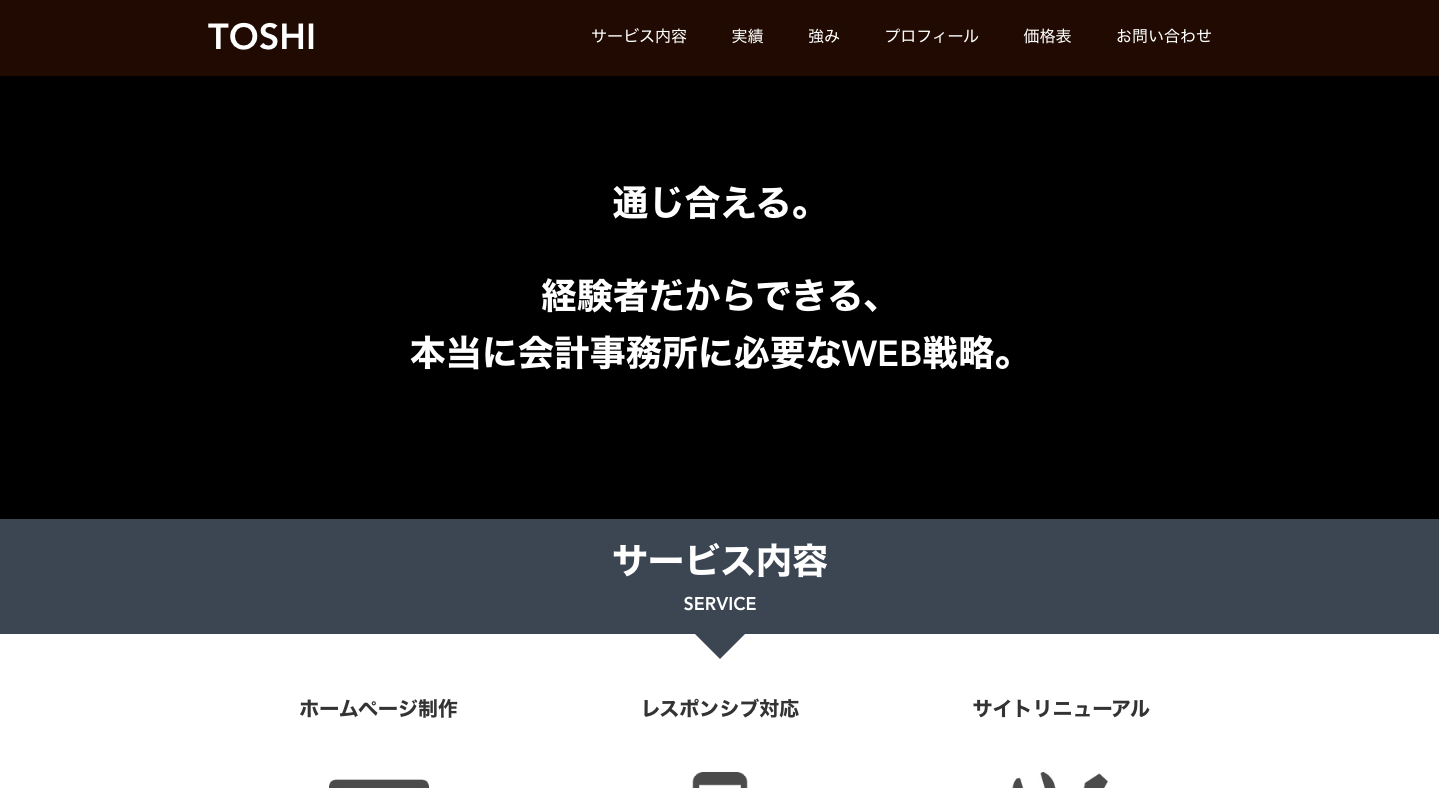 TOSHI
サービス内容 実績 強み プロフィール 価格表 お問い合わせ
通じ合える。
経験者だからできる、
本当に会計事務所に必要なWEB戦略。
サービス内容
SERVICE
ホームページ制作 レスポンシブ対応 サイトリニューアル